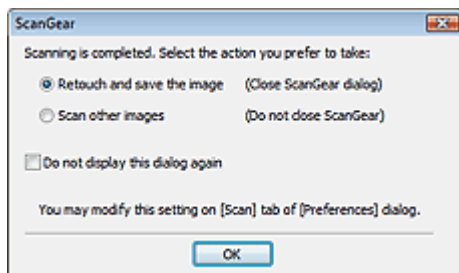 ScanGear
Scanning is completed. Select the action you prefer to take:
Retouch and save the image (Close ScanGear dialog)
Scan other images (Do not close ScanGear)
Do not display this dialog again
You may modify this setting on [Scan] tab of [Preferences] dialog.
OK